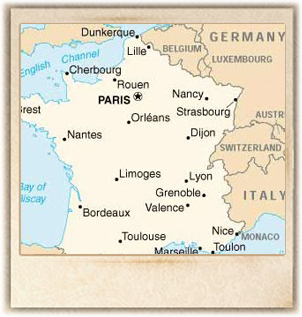 Dunkerque
GERMANY
Lille
BELGIUM
LUXEMBOURG
English
Channel
Cherbourg
Rouen
PARIS
Nancy
Strasbourg
Brest
Orléans
AUSTR
Nantes
Dijon
SWITZERLAND
Limoges
Lyon
Grenoble
ITALY
Bay of
Biscay
Bordeaux
Valence
Toulouse
Nice
MONACO
Marseille
Toulon